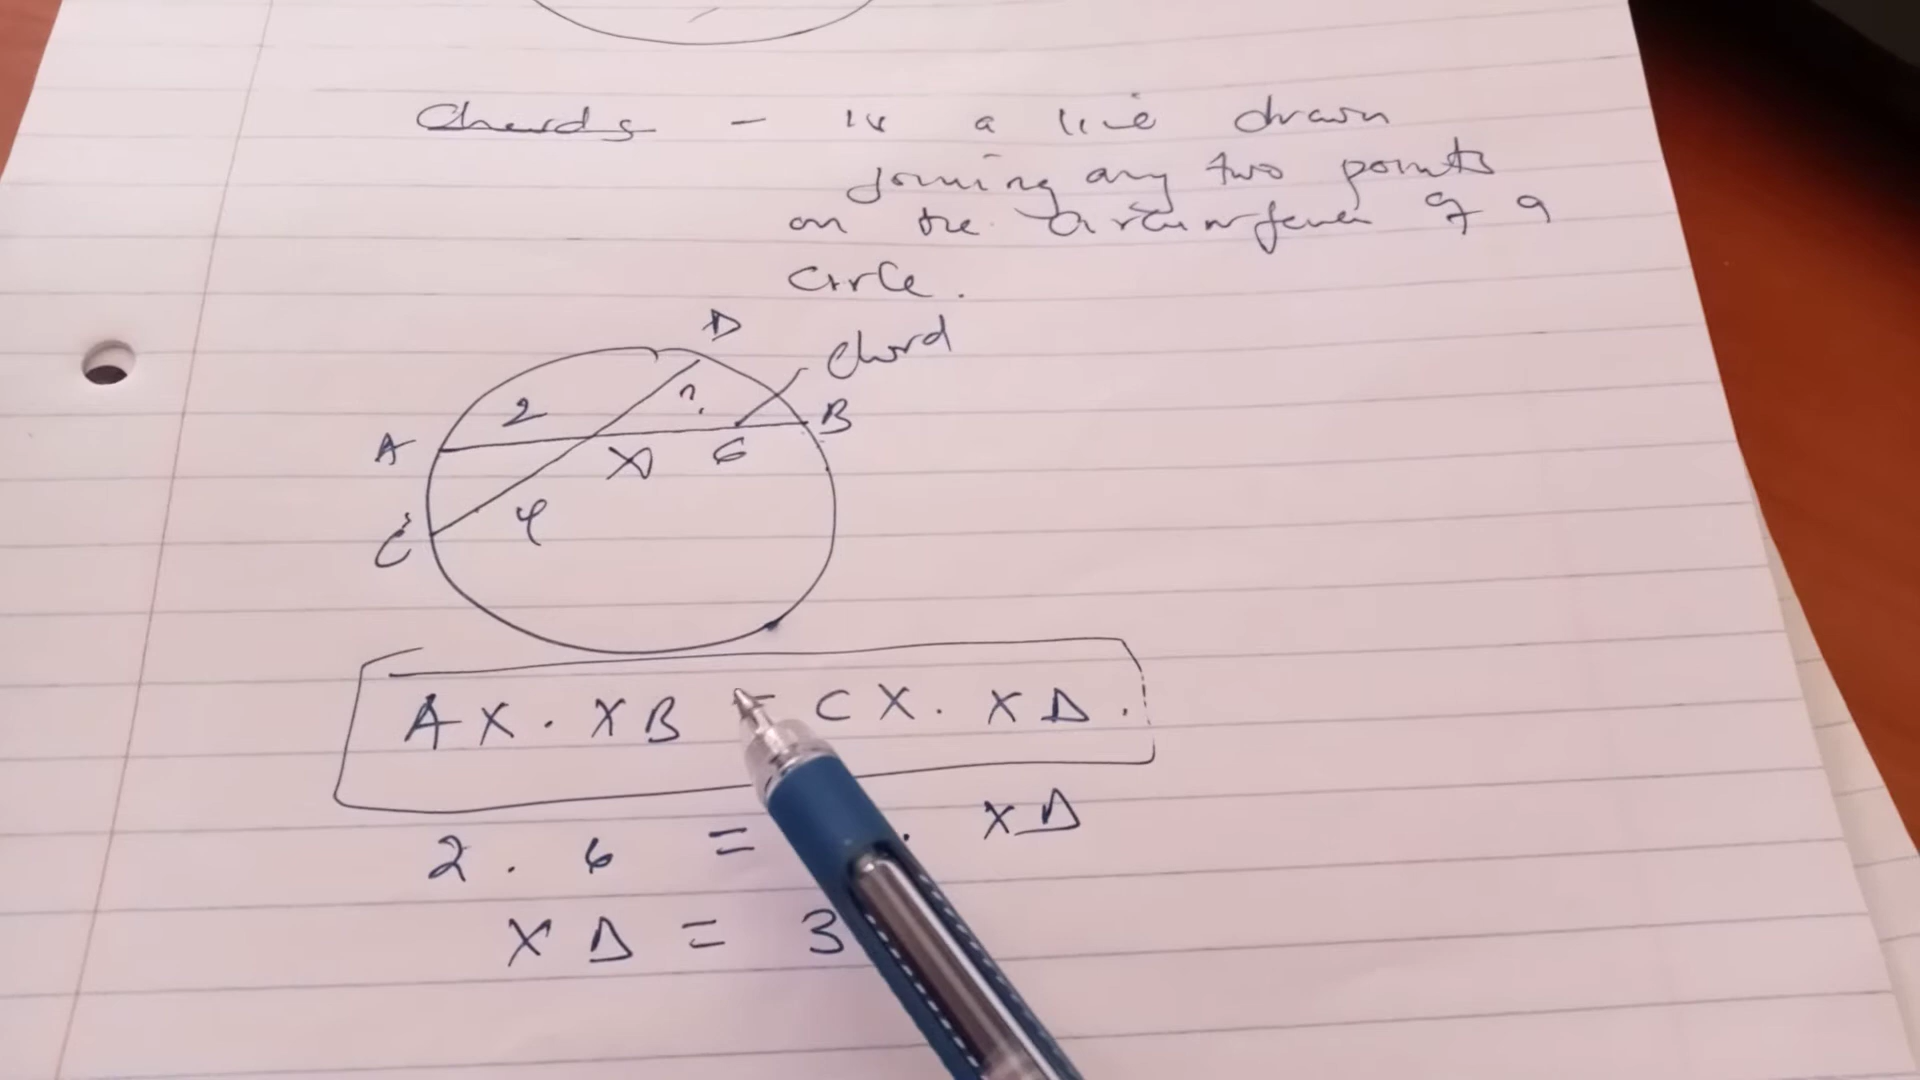 Chords - is a line drawn
joining any two points
on the circumference of a
circle.
D
chord
2
?
B
A
X
6
C
4
AX . XB = CX . XD.
2 . 6 = . XD
XD = 3